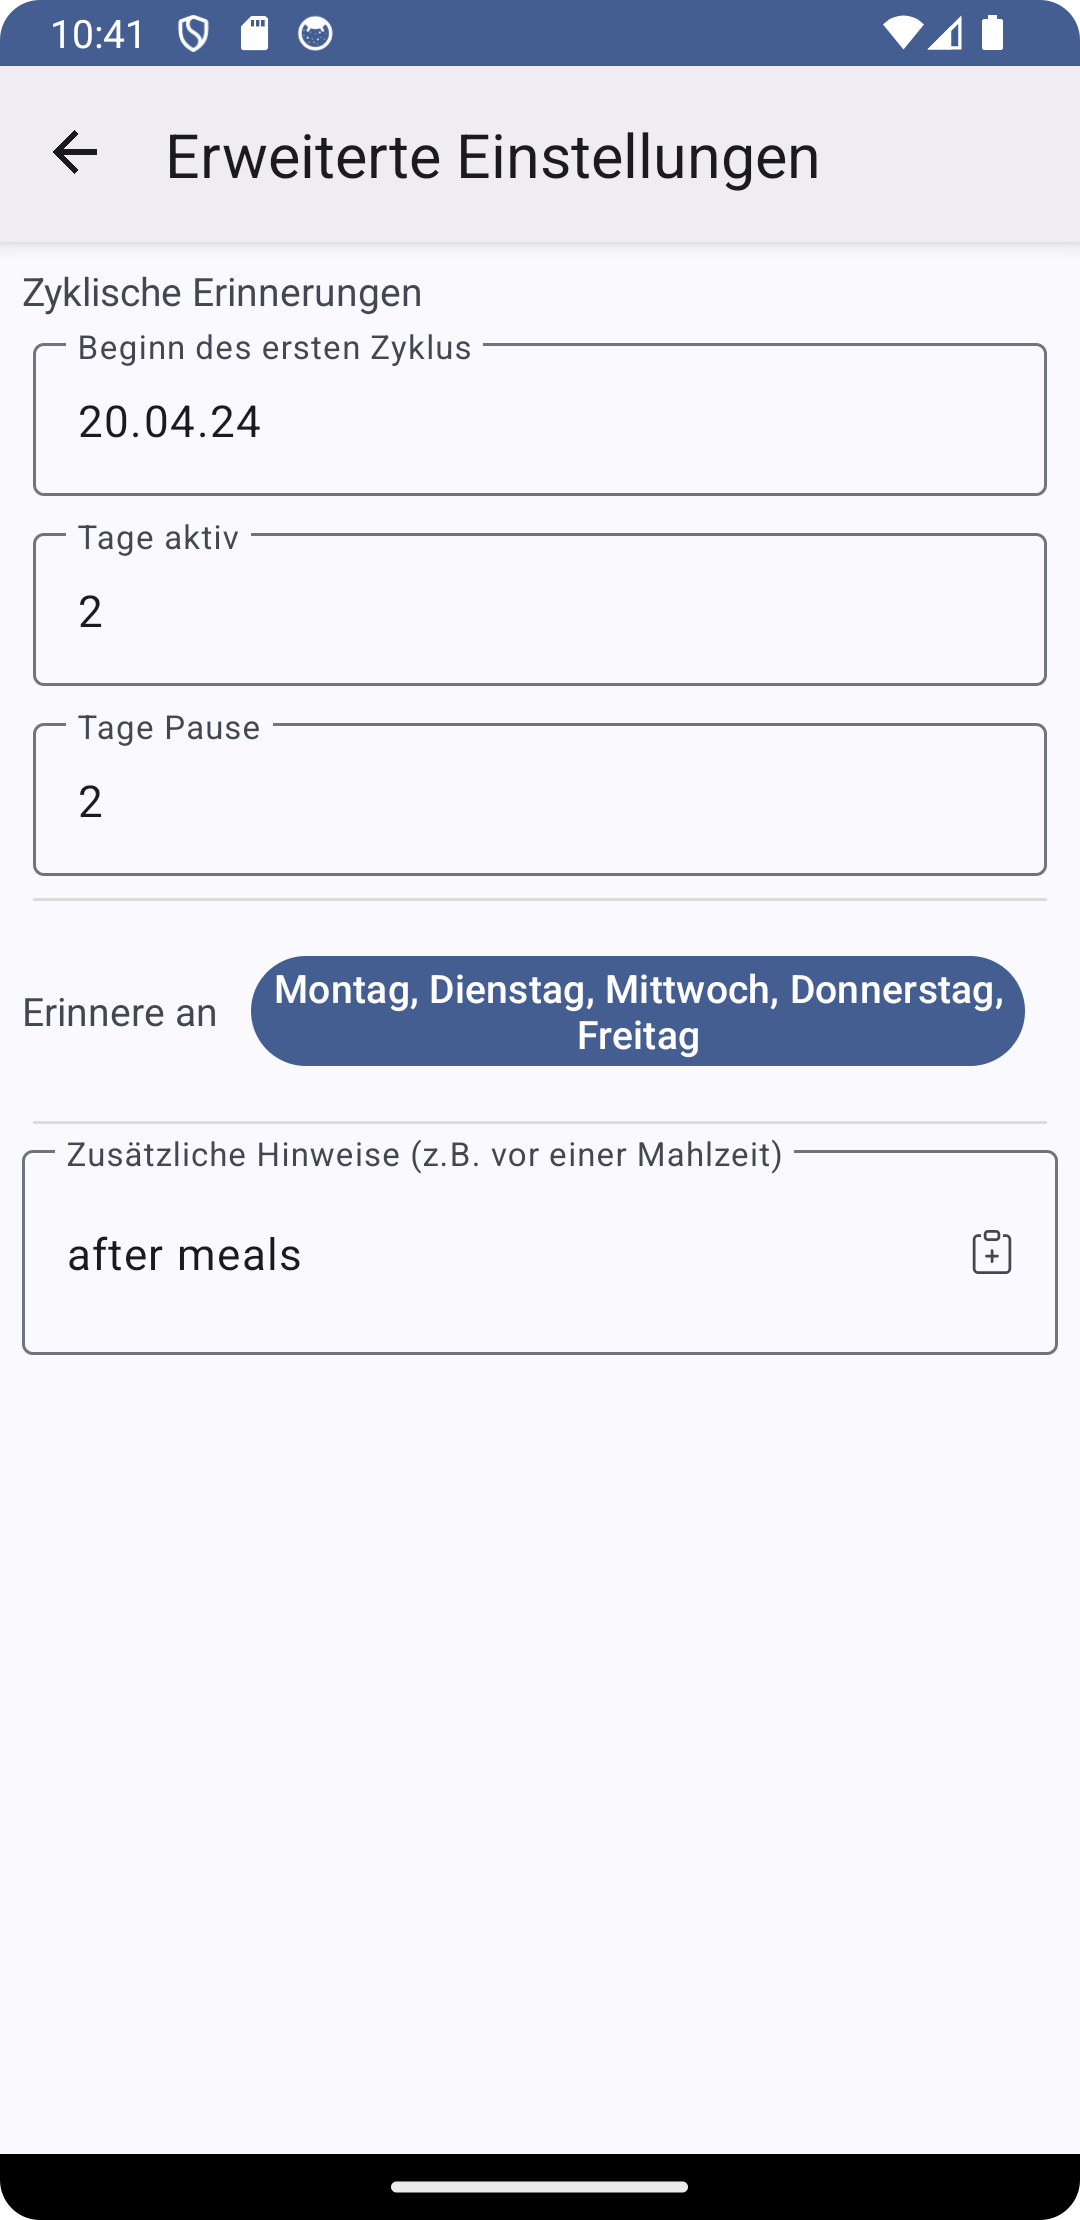 10:41
Erweiterte Einstellungen
Zyklische Erinnerungen
Beginn des ersten Zyklus
20.04.24
Tage aktiv
2
Tage Pause
2
Erinnere an
Montag, Dienstag, Mittwoch, Donnerstag,
Freitag
Zusätzliche Hinweise (z.B. vor einer Mahlzeit)
after meals